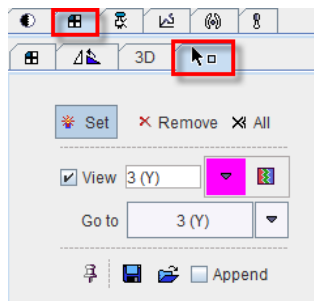 3D
Set Remove All
View 3 (Y)
Go to 3 (Y)
Append